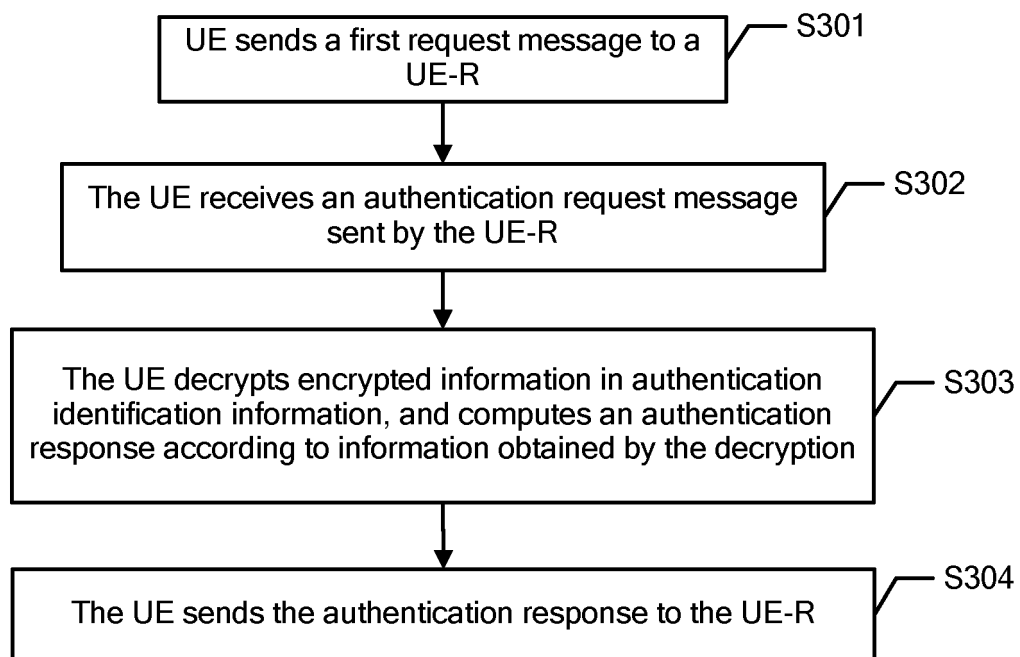 UE sends a first request message to a
UE-R
S301
The UE receives an authentication request message
sent by the UE-R
S302
The UE decrypts encrypted information in authentication
identification information, and computes an authentication
response according to information obtained by the decryption
S303
The UE sends the authentication response to the UE-R
S304